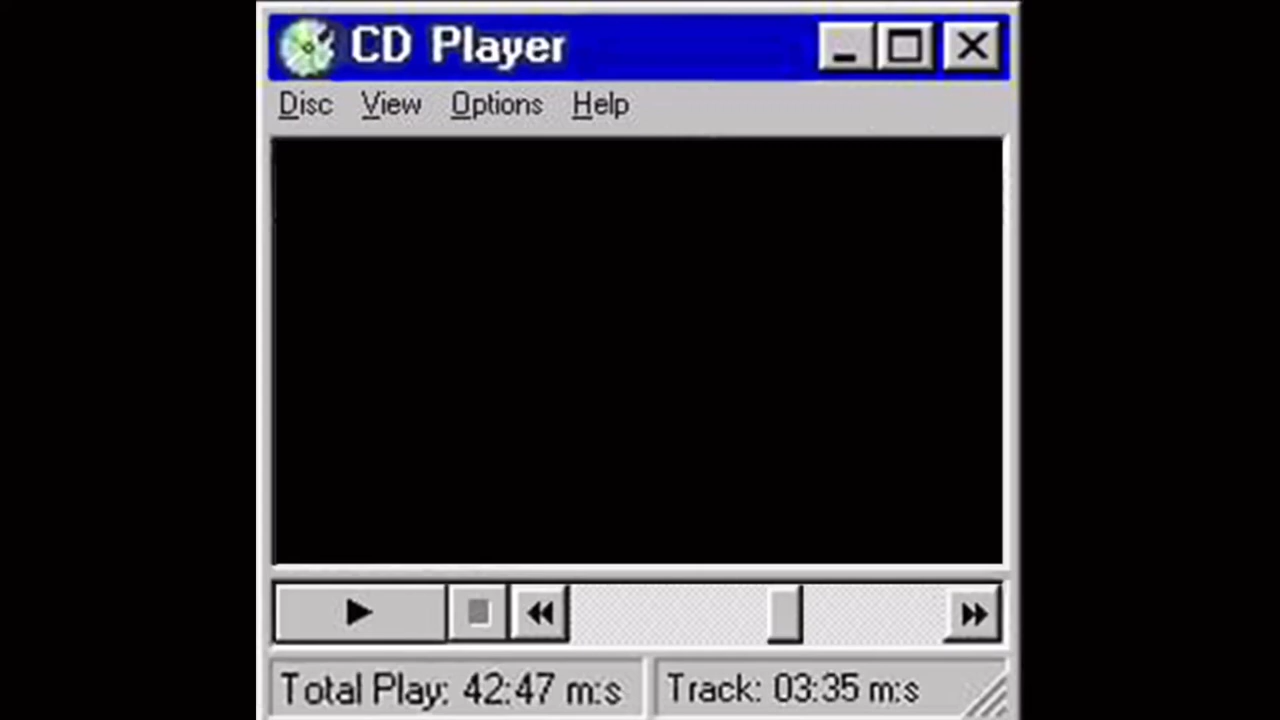 CD Player
Disc View Options Help
Total Play: 42:47 m:s Track: 03:35 m:s